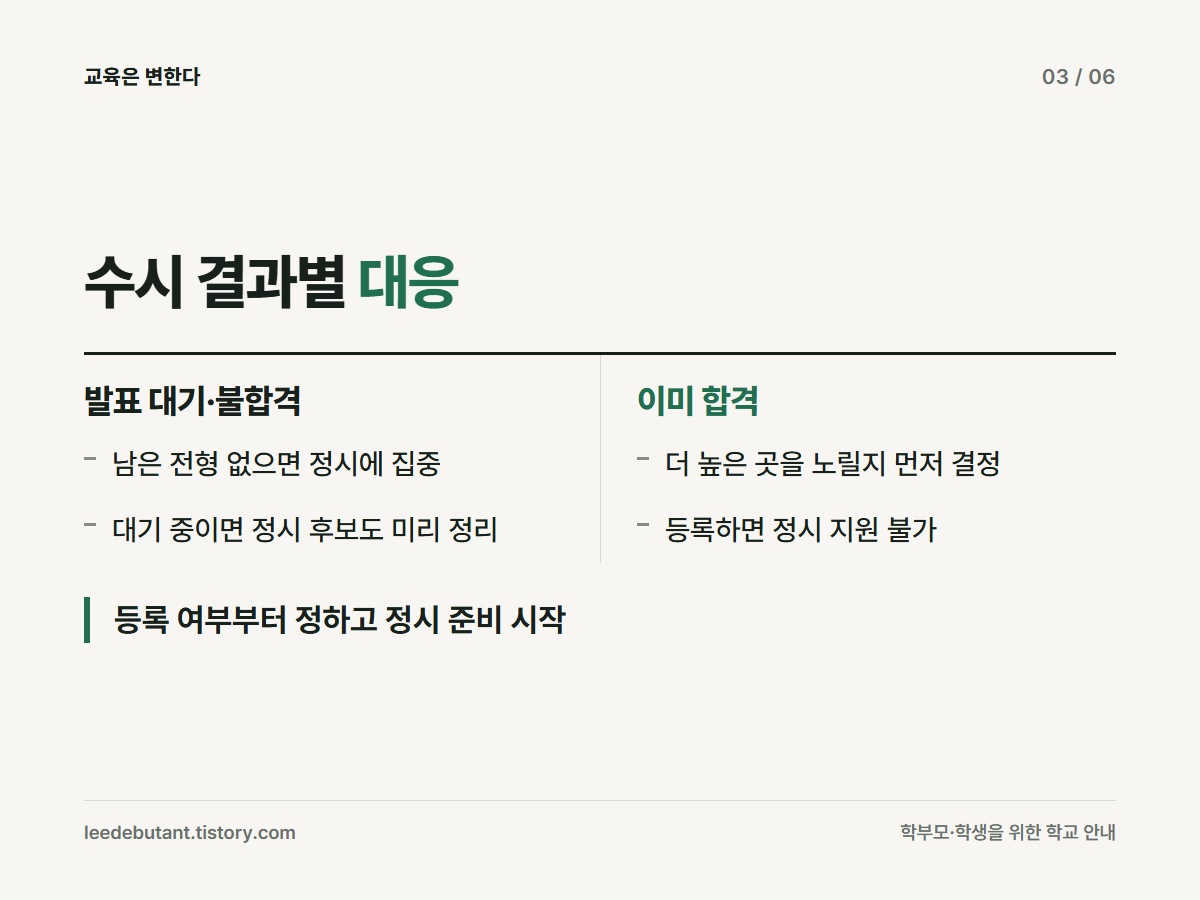 교육은 변한다
03 / 06
수시 결과별 대응
발표 대기·불합격
- 남은 전형 없으면 정시에 집중
- 대기 중이면 정시 후보도 미리 정리
이미 합격
- 더 높은 곳을 노릴지 먼저 결정
- 등록하면 정시 지원 불가
등록 여부부터 정하고 정시 준비 시작
leedebutant.tistory.com
학부모·학생을 위한 학교 안내